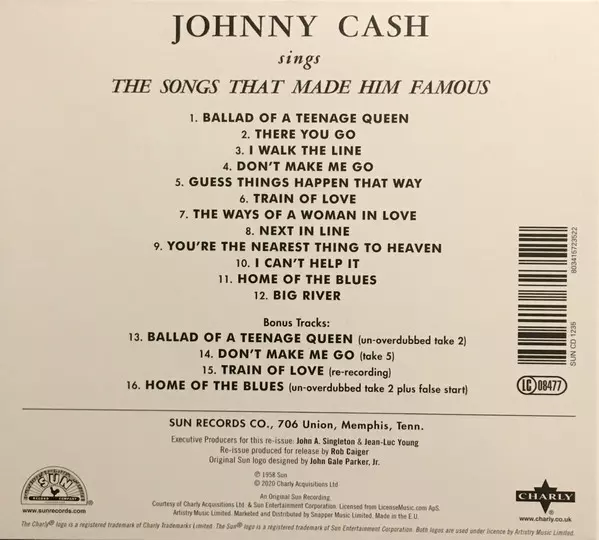 JOHNNY CASH
sings
THE SONGS THAT MADE HIM FAMOUS
1. BALLAD OF A TEENAGE QUEEN
2. THERE YOU GO
3. I WALK THE LINE
4. DON'T MAKE ME GO
5. GUESS THINGS HAPPEN THAT WAY
6. TRAIN OF LOVE
7. THE WAYS OF A WOMAN IN LOVE
8. NEXT IN LINE
9. YOU'RE THE NEAREST THING TO HEAVEN
10. I CAN'T HELP IT
11. HOME OF THE BLUES
12. BIG RIVER
Bonus Tracks:
13. BALLAD OF A TEENAGE QUEEN (un-overdubbed take 2)
14. DON'T MAKE ME GO (take 5)
15. TRAIN OF LOVE (re-recording)
16. HOME OF THE BLUES (un-overdubbed take 2 plus false start)
803415723522
SUN CD 1235
LC 08477
SUN RECORDS CO., 706 Union, Memphis, Tenn.
Executive Producers for this re-issue: John A. Singleton & Jean-Luc Young
Re-issue produced for release by Rob Caiger
Original Sun logo designed by John Gale Parker, Jr.
℗ 1958 Sun
© 2020 Charly Acquisitions Ltd
An Original Sun Recording.
Courtesy of Charly Acquisitions Ltd & Sun Entertainment Corporation. Licensed from LicenseMusic.com ApS.
Artistry Music Limited. Marketed and Distributed by Snapper Music Limited. Made in the E.U.
SUN
RECORD COMPANY
www.sunrecords.com
CHARLY
www.charly.co.uk
The Charly® logo is a registered trademark of Charly Trademarks Limited. The Sun® logo is a registered trademark of Sun Entertainment Corporation. Both logos are used under licence by Artistry Music Limited.